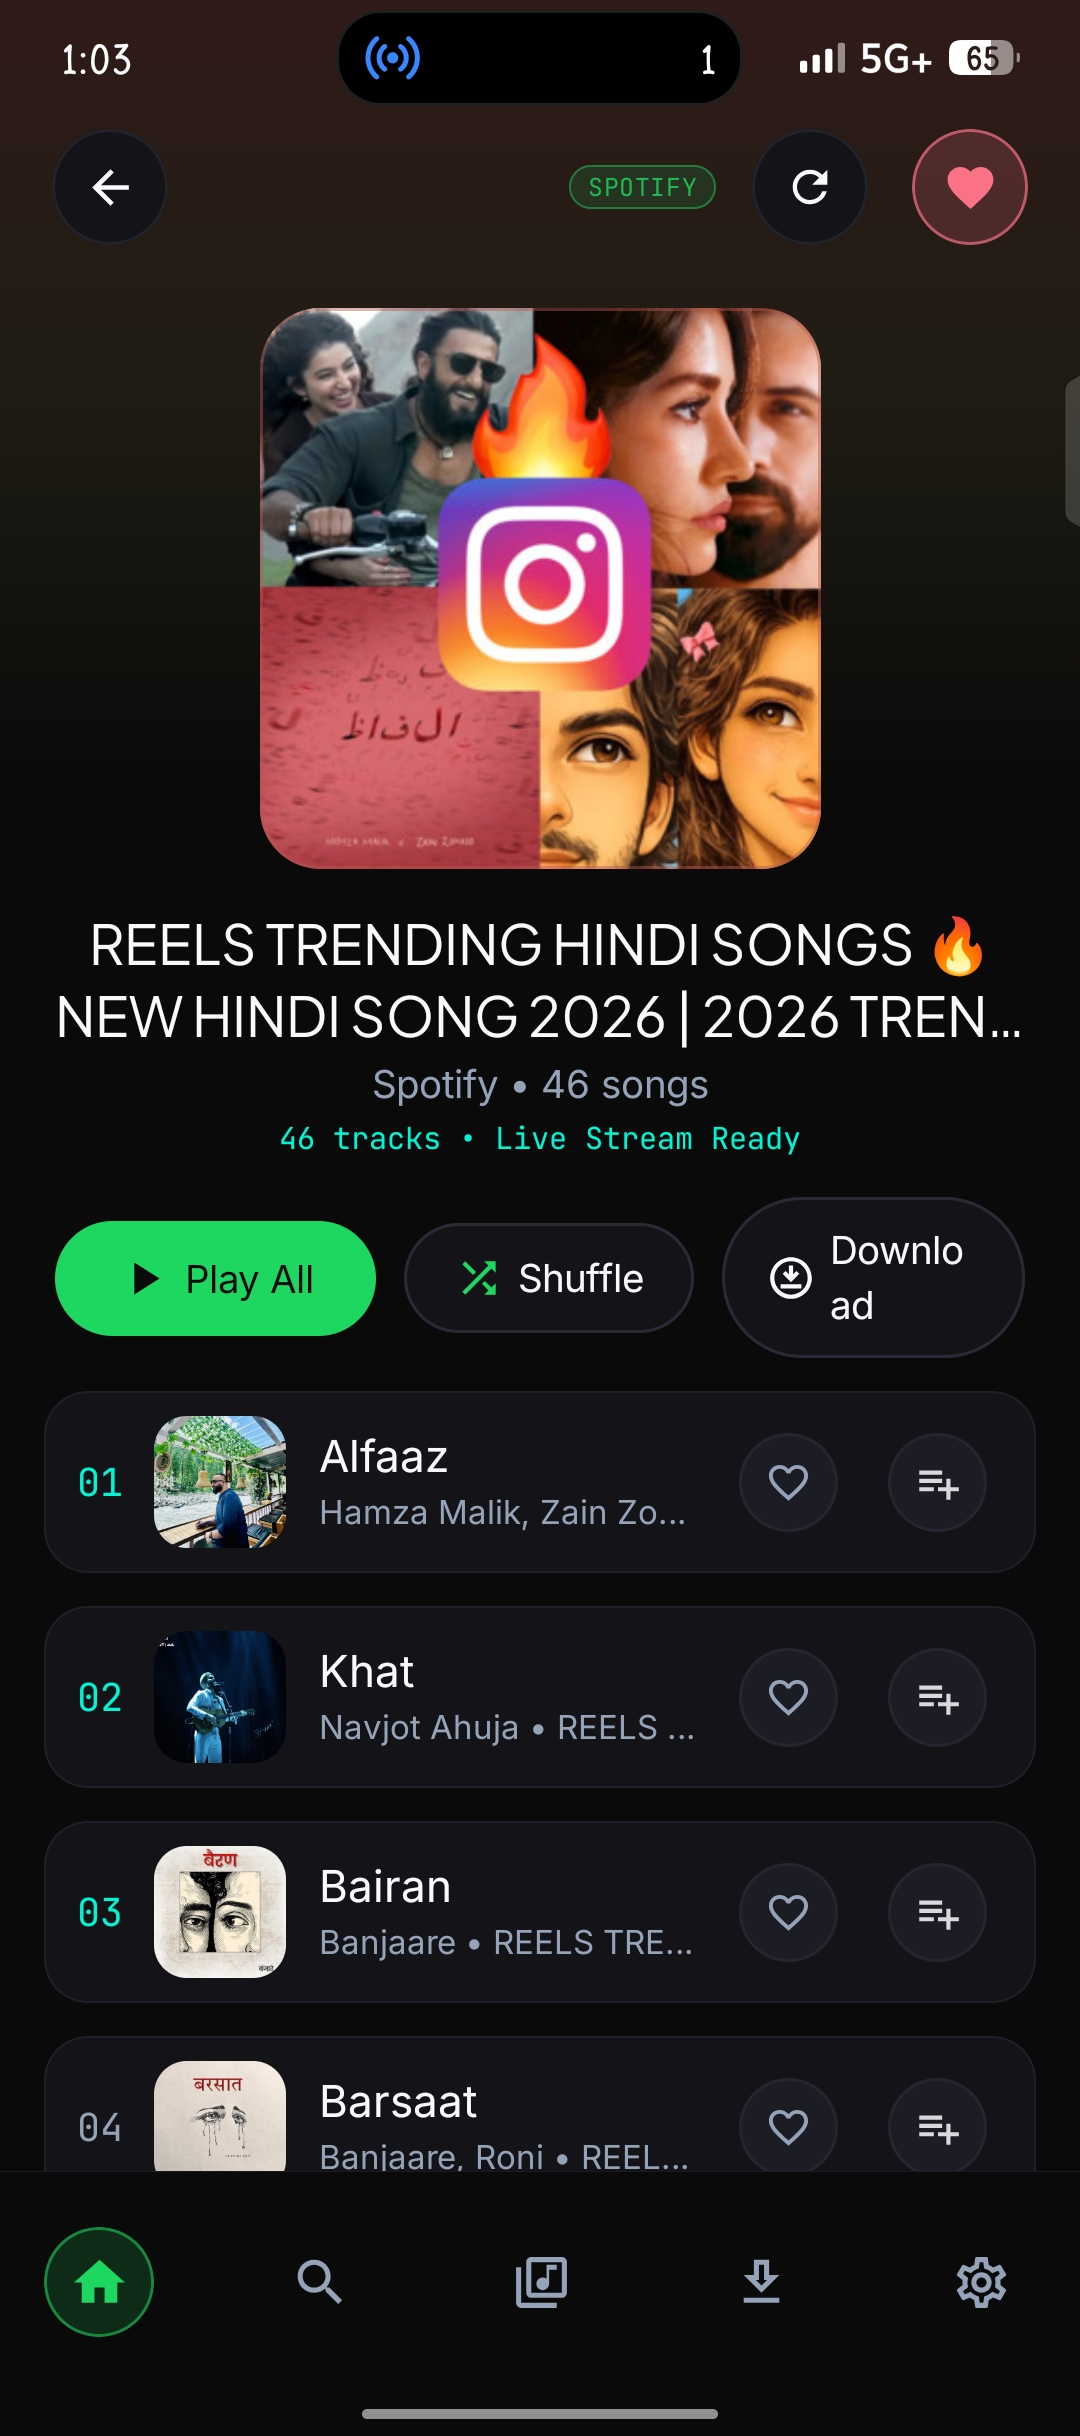 1:03
1
5G+
65
SPOTIFY
الفاظ
REELS TRENDING HINDI SONGS 🔥
NEW HINDI SONG 2026 | 2026 TREN...
Spotify • 46 songs
46 tracks • Live Stream Ready
Play All
Shuffle
Downlo
ad
01
Alfaaz
Hamza Malik, Zain Zo...
02
Khat
Navjot Ahuja • REELS ...
03
बैरण
Bairan
Banjaare • REELS TRE...
04
बरसात
Barsaat
Banjaare, Roni • REEL...